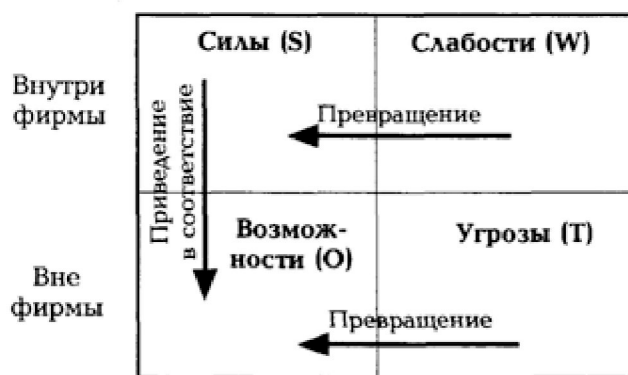 Силы (S)
Слабости (W)
Внутри
фирмы
Превращение
Приведение
в соответствие
Возмож-
ности (O)
Угрозы (T)
Вне
фирмы
Превращение